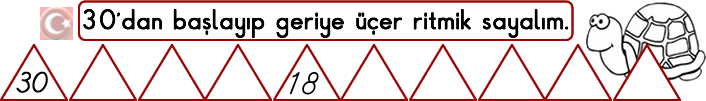 30'dan başlayıp geriye üçer ritmik sayalım.
30 18